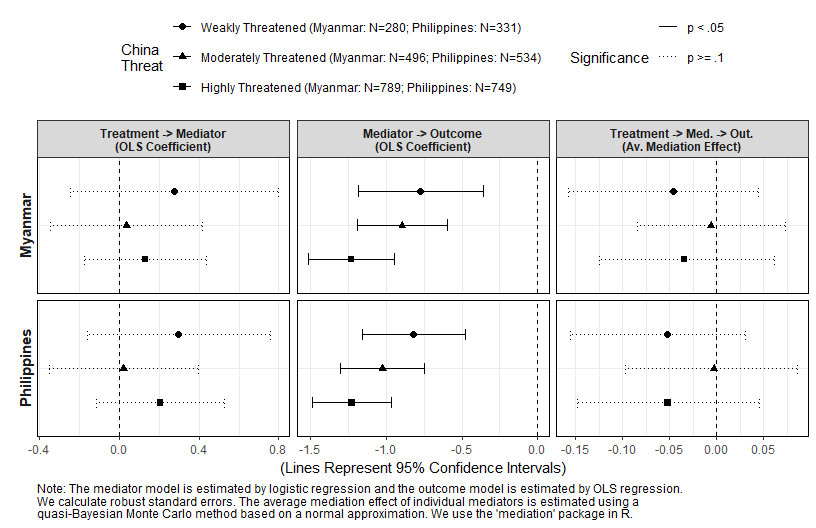 China
Threat
Weakly Threatened (Myanmar: N=280; Philippines: N=331)
Moderately Threatened (Myanmar: N=496; Philippines: N=534)
Highly Threatened (Myanmar: N=789; Philippines: N=749)
Significance
p < .05
p >= .1
Treatment -> Mediator
(OLS Coefficient)
Mediator -> Outcome
(OLS Coefficient)
Treatment -> Med. -> Out.
(Av. Mediation Effect)
Myanmar
Philippines
-0.4 0.0 0.4 0.8
-1.5 -1.0 -0.5 0.0
-0.15 -0.10 -0.05 0.00 0.05
(Lines Represent 95% Confidence Intervals)
Note: The mediator model is estimated by logistic regression and the outcome model is estimated by OLS regression.
We calculate robust standard errors. The average mediation effect of individual mediators is estimated using a
quasi-Bayesian Monte Carlo method based on a normal approximation. We use the 'mediation' package in R.